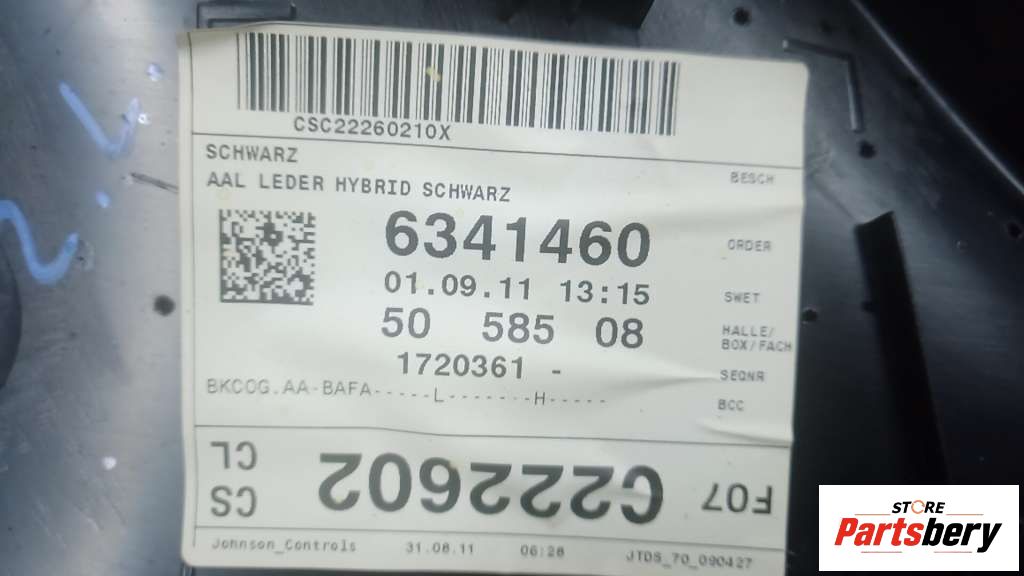 CSC22260210X
SCHWARZ
AAL LEDER HYBRID SCHWARZ
BESCH
6341460
ORDER
01.09.11 13:15
SWET
50 585 08
HALLE/
BOX/FACH
1720361 -
SEQNR
BKCOG.AA-BAFA-----L-------H-----
BCC
F07 C222602 CS
CL
Johnson_Controls 31.08.11 06:28 JTDS_70_090427
STORE
Partsbery